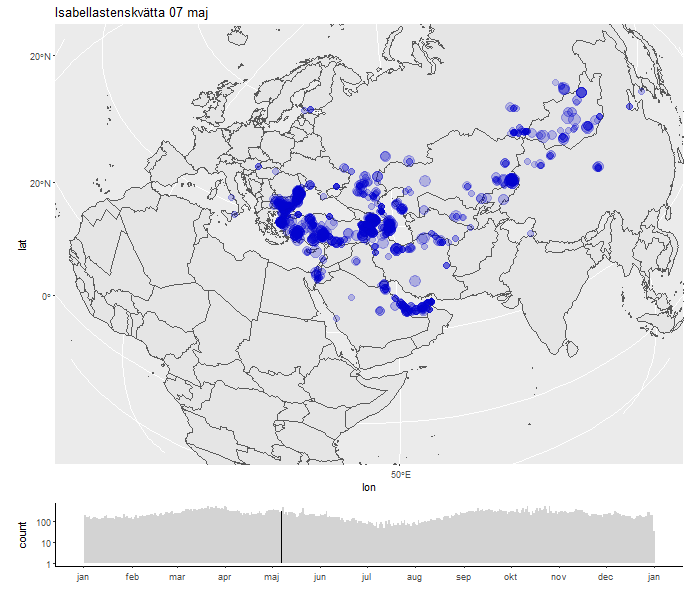 Isabellastenskvätta 07 maj
20°N
20°N
0°
lat
50°E
lon
count
100
10
1
jan feb mar apr maj jun jul aug sep okt nov dec jan